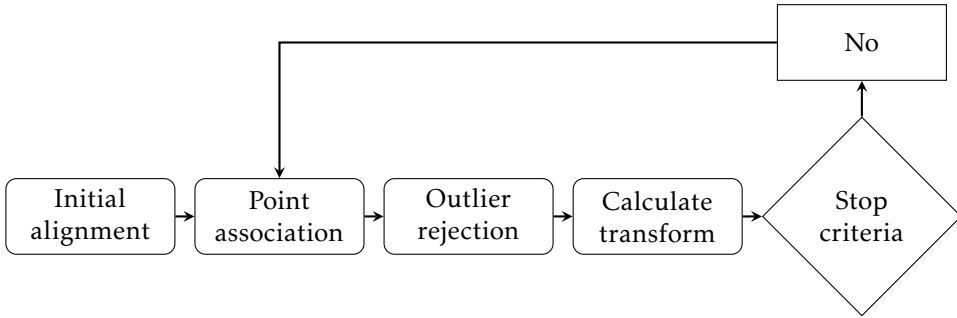 No
Initial
alignment
Point
association
Outlier
rejection
Calculate
transform
Stop
criteria